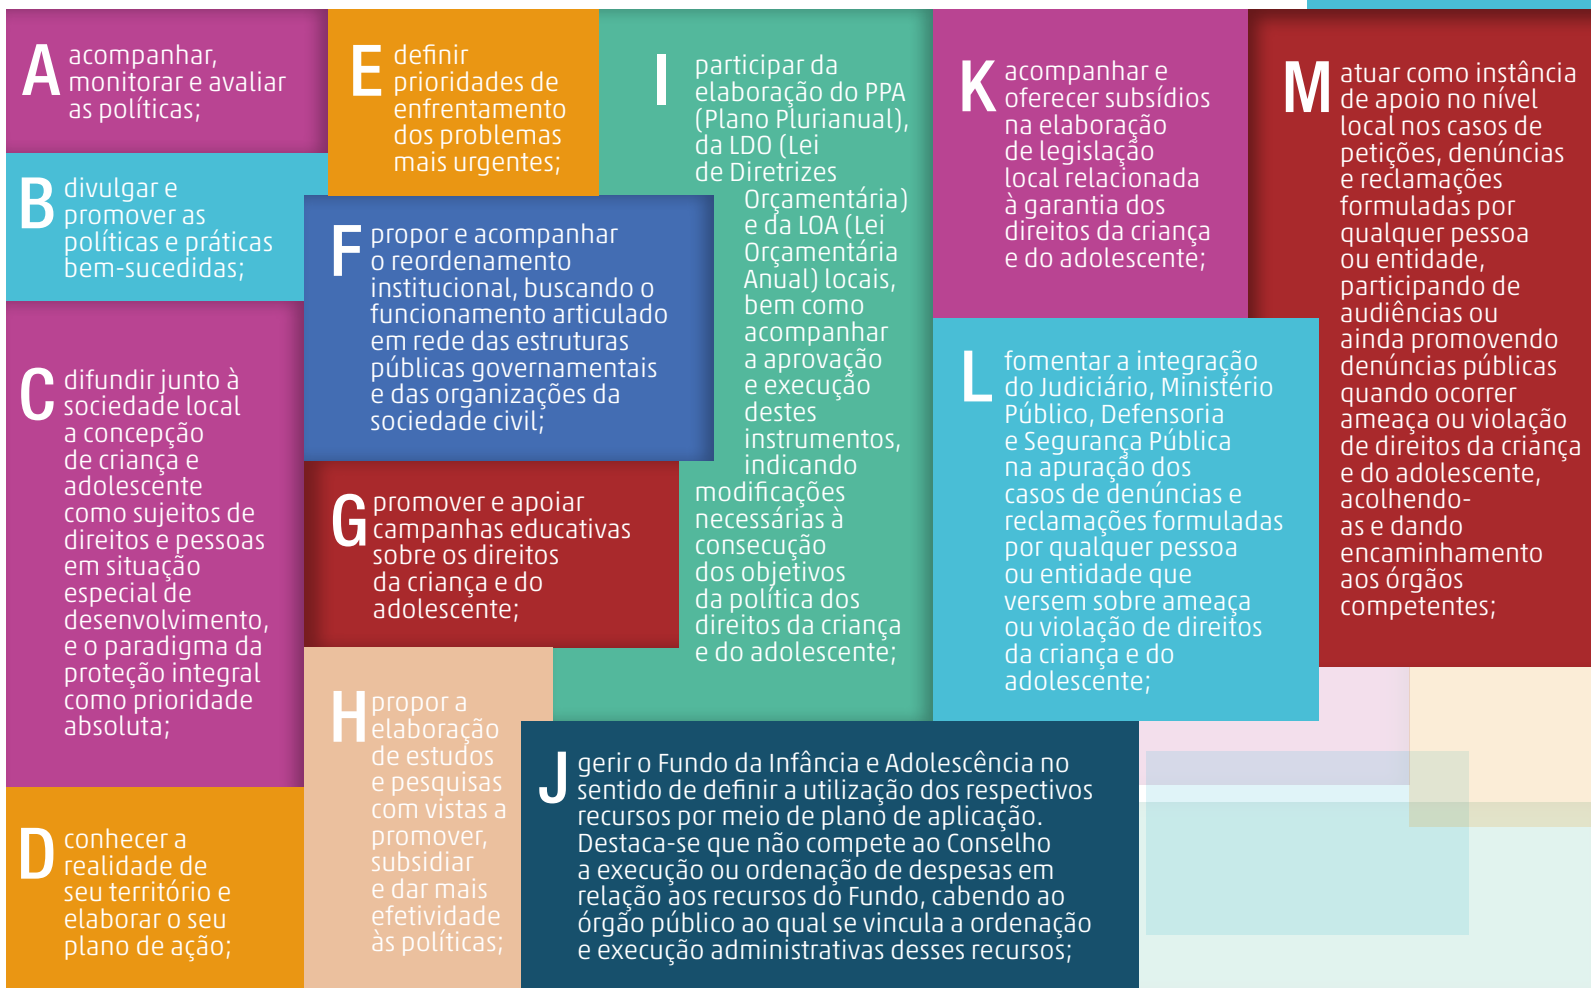 A acompanhar,
monitorar e avaliar
as políticas;
B divulgar e
promover as
políticas e práticas
bem-sucedidas;
C difundir junto à
sociedade local
a concepção
de criança e
adolescente
como sujeitos de
direitos e pessoas
em situação
especial de
desenvolvimento,
e o paradigma da
proteção integral
como prioridade
absoluta;
D conhecer a
realidade de
seu território e
elaborar o seu
plano de ação;
E definir
prioridades de
enfrentamento
dos problemas
mais urgentes;
F propor e acompanhar
o reordenamento
institucional, buscando o
funcionamento articulado
em rede das estruturas
públicas governamentais
e das organizações da
sociedade civil;
G promover e apoiar
campanhas educativas
sobre os direitos
da criança e do
adolescente;
H propor a
elaboração
de estudos
e pesquisas
com vistas a
promover,
subsidiar
e dar mais
efetividade
às políticas;
I participar da
elaboração do PPA
(Plano Plurianual),
da LDO (Lei
de Diretrizes
Orçamentária)
e da LOA (Lei
Orçamentária
Anual) locais,
bem como
acompanhar
a aprovação
e execução
destes
instrumentos,
indicando
modificações
necessárias à
consecução
dos objetivos
da política dos
direitos da criança
e do adolescente;
J gerir o Fundo da Infância e Adolescência no
sentido de definir a utilização dos respectivos
recursos por meio de plano de aplicação.
Destaca-se que não compete ao Conselho
a execução ou ordenação de despesas em
relação aos recursos do Fundo, cabendo ao
órgão público ao qual se vincula a ordenação
e execução administrativas desses recursos;
K acompanhar e
oferecer subsídios
na elaboração
de legislação
local relacionada
à garantia dos
direitos da criança
e do adolescente;
L fomentar a integração
do Judiciário, Ministério
Público, Defensoria
e Segurança Pública
na apuração dos
casos de denúncias e
reclamações formuladas
por qualquer pessoa
ou entidade que
versem sobre ameaça
ou violação de direitos
da criança e do
adolescente;
M atuar como instância
de apoio no nível
local nos casos de
petições, denúncias
e reclamações
formuladas por
qualquer pessoa
ou entidade,
participando de
audiências ou
ainda promovendo
denúncias públicas
quando ocorrer
ameaça ou violação
de direitos da criança
e do adolescente,
acolhendo-
as e dando
encaminhamento
aos órgãos
competentes;